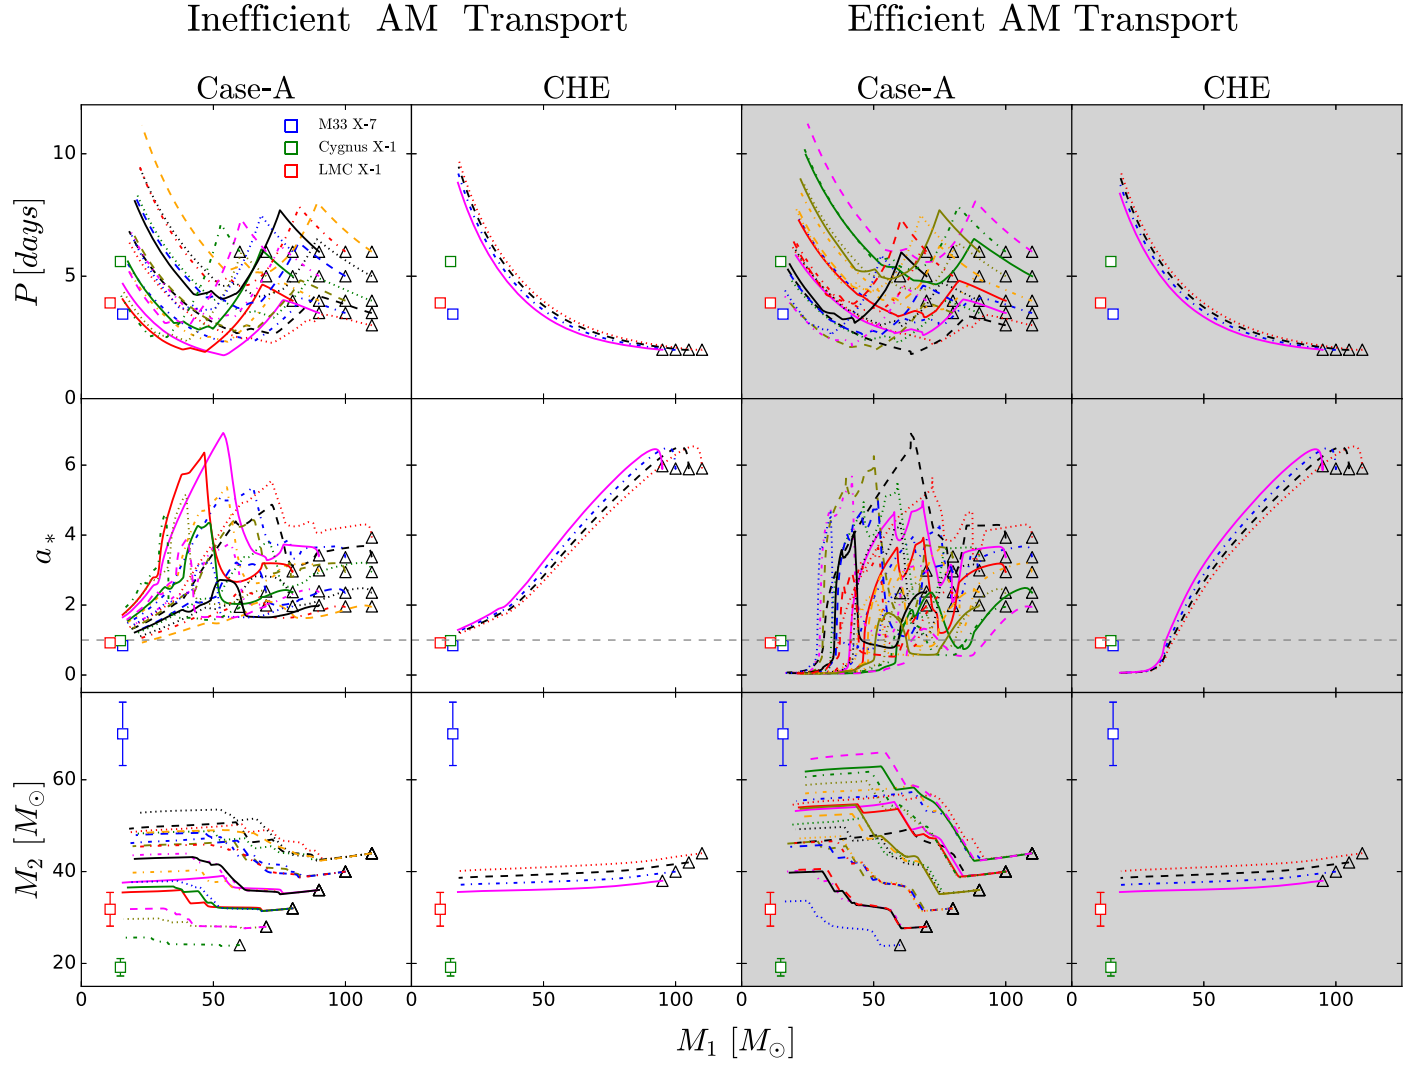 Inefficient AM Transport Efficient AM Transport
Case-A CHE Case-A CHE
M33 X-7
Cygnus X-1
LMC X-1
10
5
0
P [days]
6
4
2
0
a*
60
40
20
M₂ [M☉]
0 50 100 0 50 100 0 50 100 0 50 100
M₁ [M☉]